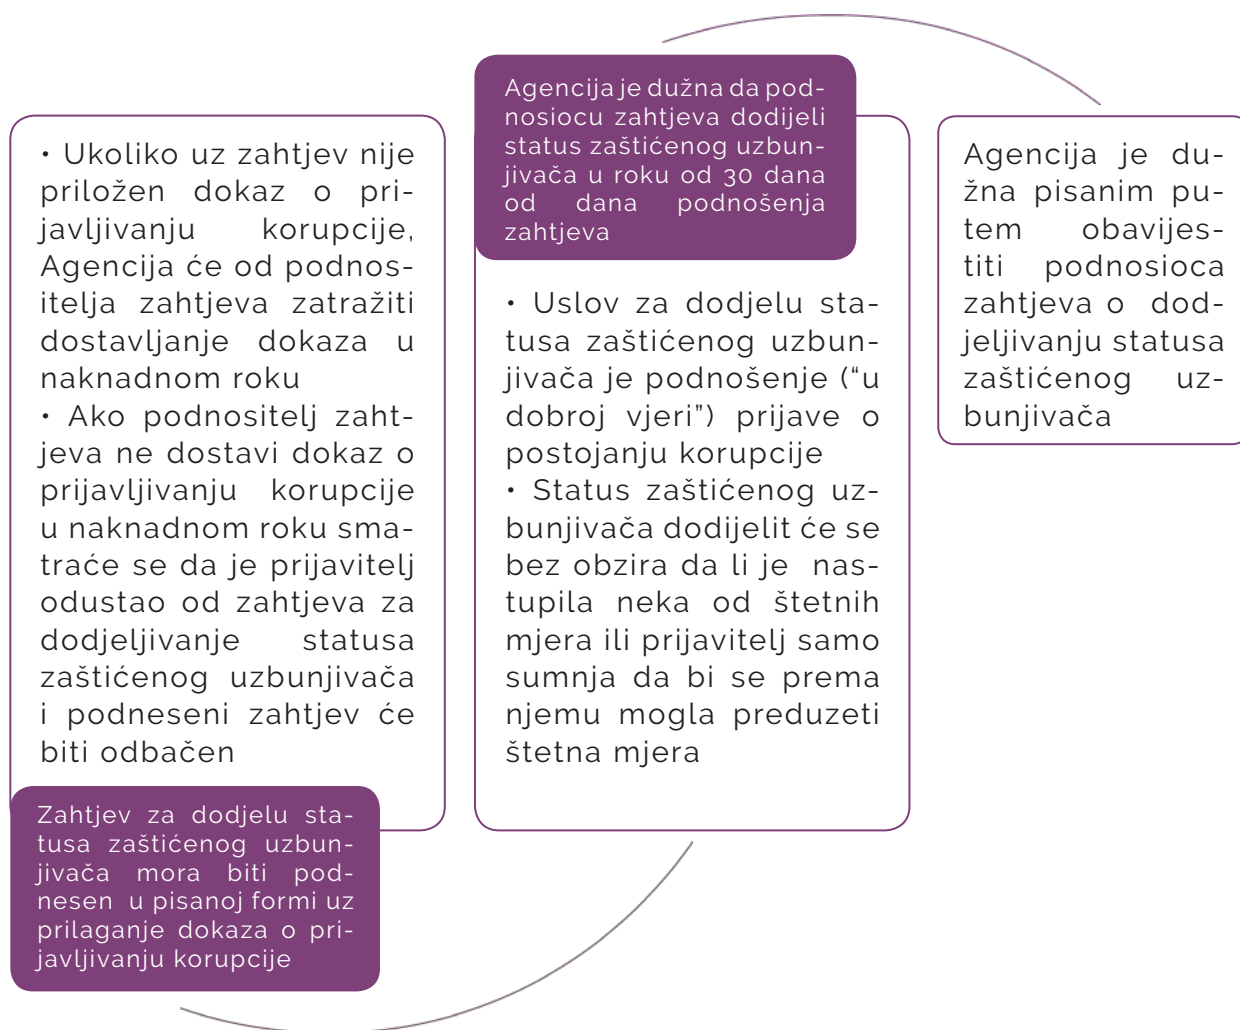 • Ukoliko uz zahtjev nije
priložen dokaz o pri-
javljivanju korupcije,
Agencija će od podnos-
itelja zahtjeva zatražiti
dostavljanje dokaza u
naknadnom roku
• Ako podnositelj zaht-
jeva ne dostavi dokaz o
prijavljivanju korupcije
u naknadnom roku sma-
traće se da je prijavitelj
odustao od zahtjeva za
dodjeljivanje statusa
zaštićenog uzbunjivača
i podneseni zahtjev će
biti odbačen
Zahtjev za dodjelu sta-
tusa zaštićenog uzbun-
jivača mora biti pod-
nesen u pisanoj formi uz
prilaganje dokaza o pri-
javljivanju korupcije
Agencija je dužna da pod-
nosiocu zahtjeva dodijeli
status zaštićenog uzbun-
jivača u roku od 30 dana
od dana podnošenja
zahtjeva
• Uslov za dodjelu sta-
tusa zaštićenog uzbun-
jivača je podnošenje (“u
dobroj vjeri”) prijave o
postojanju korupcije
• Status zaštićenog uz-
bunjivača dodijelit će se
bez obzira da li je nas-
tupila neka od štetnih
mjera ili prijavitelj samo
sumnja da bi se prema
njemu mogla preduzeti
štetna mjera
Agencija je du-
žna pisanim pu-
tem obavijes-
titi podnosioca
zahtjeva o dod-
jeljivanju statusa
zaštićenog uz-
bunjivača